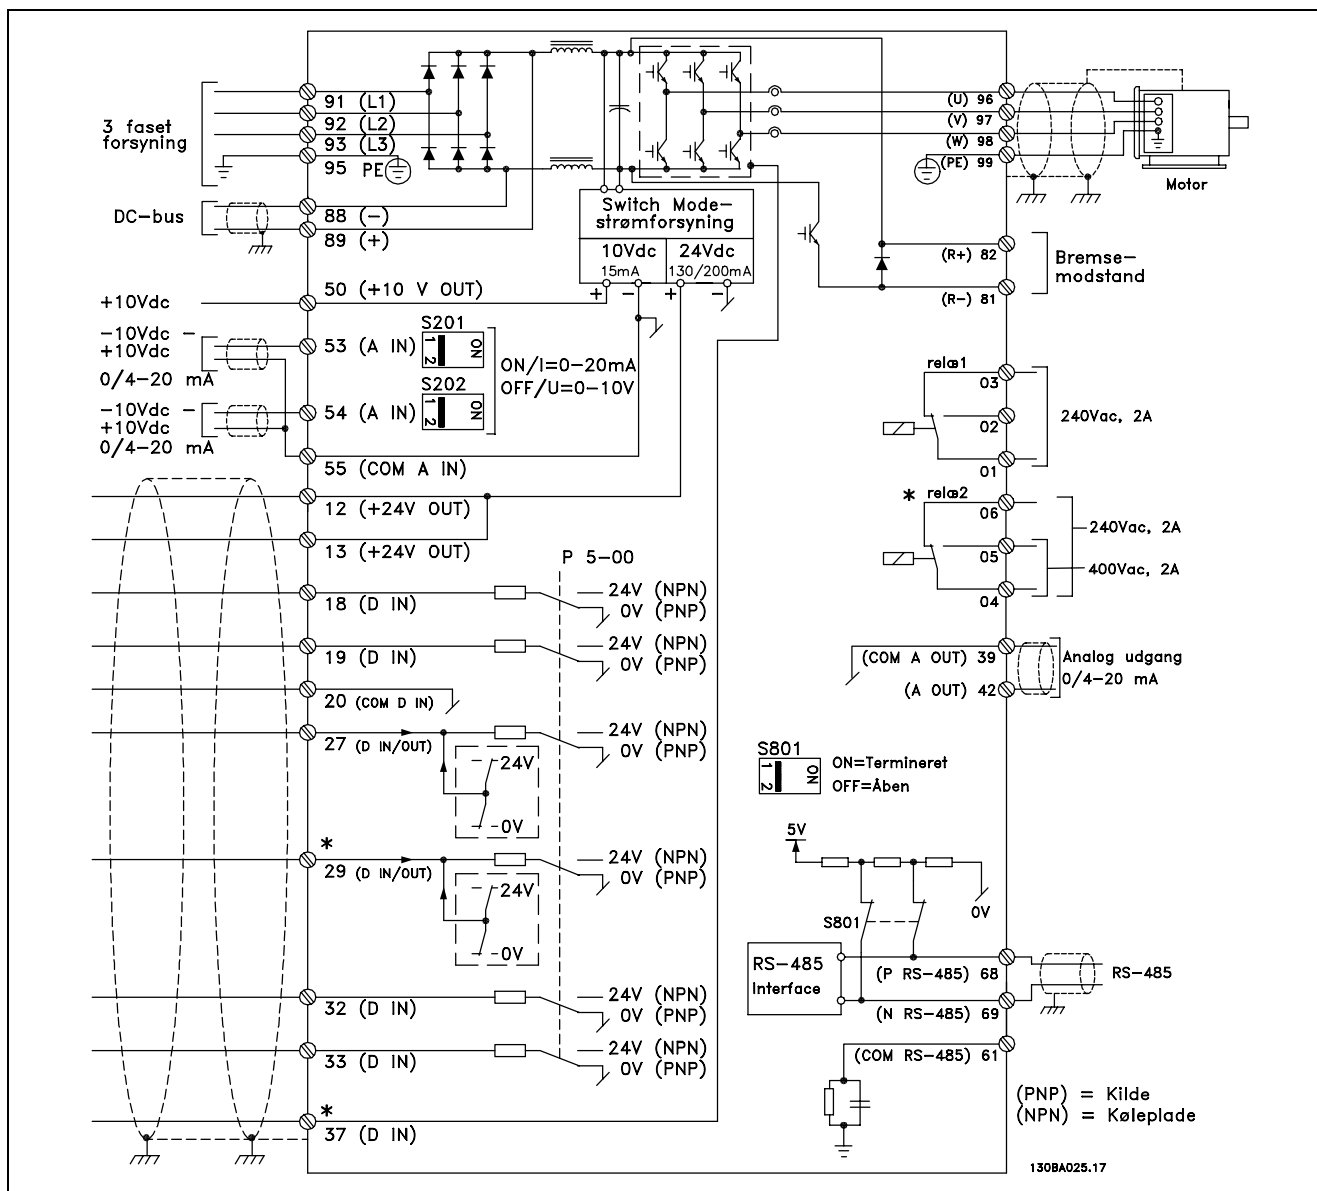 3 faset
forsyning
91 (L1)
92 (L2)
93 (L3)
95 PE
DC-bus
88 (-)
89 (+)
+10Vdc
50 (+10 V OUT)
-10Vdc -
+10Vdc
0/4-20 mA
53 (A IN)
S201
1 2 ON
ON/I=0-20mA
OFF/U=0-10V
-10Vdc -
+10Vdc
0/4-20 mA
54 (A IN)
S202
1 2 ON
55 (COM A IN)
12 (+24V OUT)
13 (+24V OUT)
P 5-00
18 (D IN)
24V (NPN)
0V (PNP)
19 (D IN)
24V (NPN)
0V (PNP)
20 (COM D IN)
27 (D IN/OUT)
24V (NPN)
0V (PNP)
24V
0V
*
29 (D IN/OUT)
24V (NPN)
0V (PNP)
24V
0V
32 (D IN)
24V (NPN)
0V (PNP)
33 (D IN)
24V (NPN)
0V (PNP)
*
37 (D IN)
Switch Mode-
strømforsyning
10Vdc
15mA
24Vdc
130/200mA
+ - + -
(U) 96
(V) 97
(W) 98
(PE) 99
Motor
(R+) 82
(R-) 81
Bremse-
modstand
relæ1
03
02
01
240Vac, 2A
* relæ2
06
05
04
240Vac, 2A
400Vac, 2A
(COM A OUT) 39
(A OUT) 42
Analog udgang
0/4-20 mA
S801
1 2 ON
ON=Termineret
OFF=Åben
5V
0V
S801
RS-485
Interface
(P RS-485) 68
(N RS-485) 69
RS-485
(COM RS-485) 61
(PNP) = Kilde
(NPN) = Køleplade
130BA025.17